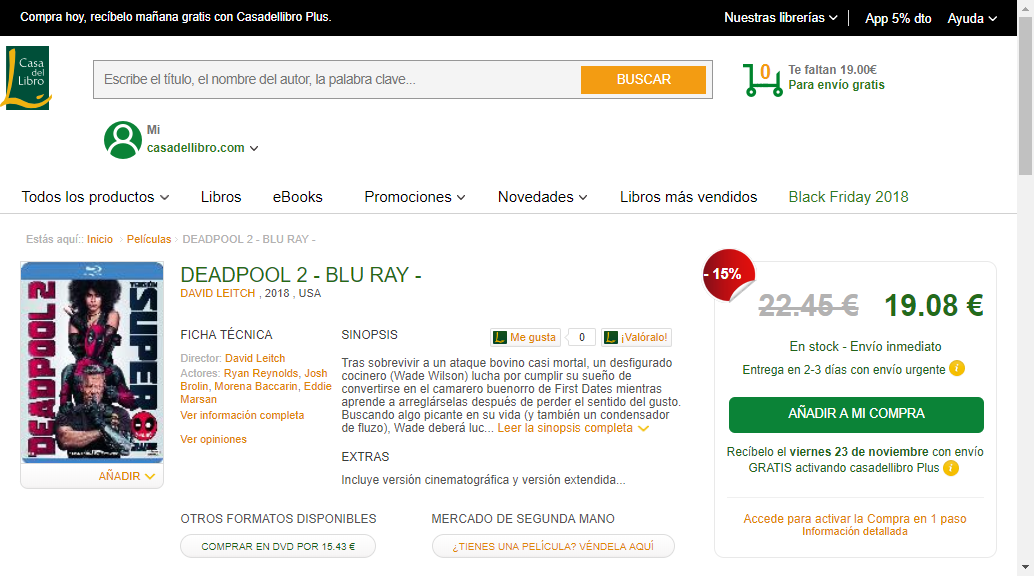 Compra hoy, recíbelo mañana gratis con Casadellibro Plus.
Nuestras librerías
App 5% dto
Ayuda
Casa
del
Libro
Escribe el título, el nombre del autor, la palabra clave...
BUSCAR
0
Te faltan 19.00€
Para envío gratis
Mi
casadellibro.com
Todos los productos
Libros
eBooks
Promociones
Novedades
Libros más vendidos
Black Friday 2018
Estás aquí:: Inicio › Películas › DEADPOOL 2 - BLU RAY -
DEADPOOL 2
SUPER
AÑADIR
DEADPOOL 2 - BLU RAY -
DAVID LEITCH , 2018 , USA
FICHA TÉCNICA
Director: David Leitch
Actores: Ryan Reynolds, Josh
Brolin, Morena Baccarin, Eddie
Marsan
Ver información completa
Ver opiniones
SINOPSIS
Me gusta
0
¡Valóralo!
Tras sobrevivir a un ataque bovino casi mortal, un desfigurado
cocinero (Wade Wilson) lucha por cumplir su sueño de
convertirse en el camarero buenorro de First Dates mientras
aprende a arreglárselas después de perder el sentido del gusto.
Buscando algo picante en su vida (y también un condensador
de fluzo), Wade deberá luc... Leer la sinopsis completa
EXTRAS
Incluye versión cinematográfica y versión extendida...
OTROS FORMATOS DISPONIBLES
COMPRAR EN DVD POR 15.43 €
MERCADO DE SEGUNDA MANO
¿TIENES UNA PELÍCULA? VÉNDELA AQUÍ
- 15%
22.45 €
19.08 €
En stock - Envío inmediato
Entrega en 2-3 días con envío urgente i
AÑADIR A MI COMPRA
Recíbelo el viernes 23 de noviembre con envío
GRATIS activando casadellibro Plus i
Accede para activar la Compra en 1 paso
Información detallada